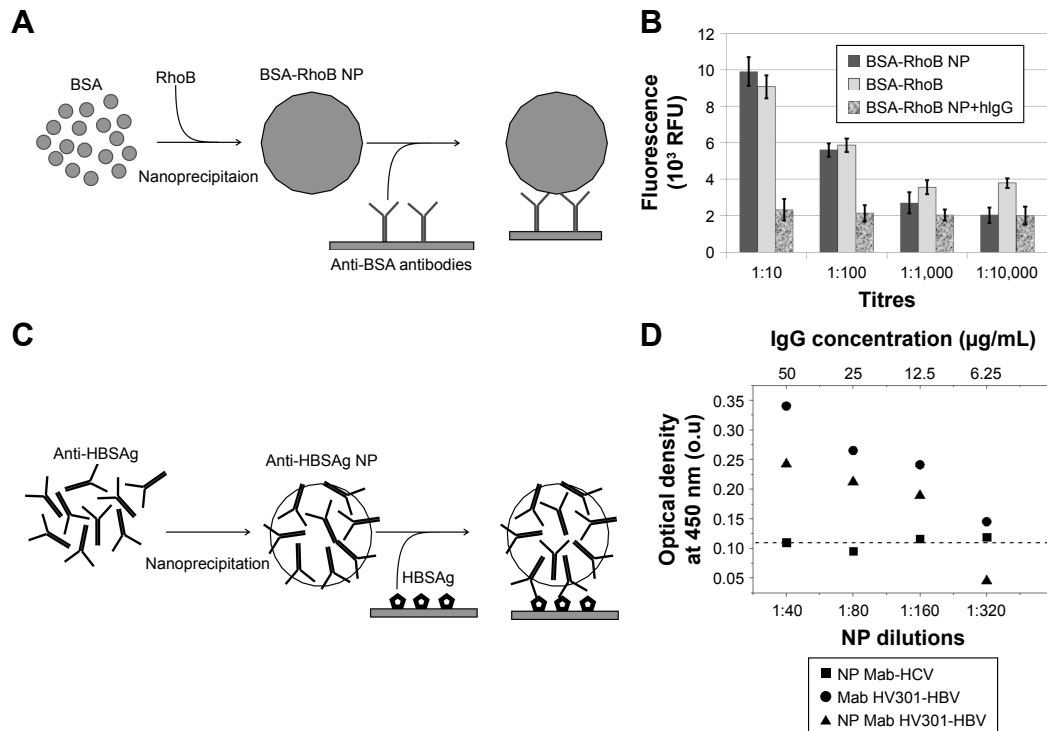 A
BSA
RhoB
BSA-RhoB NP
Nanoprecipitaion
Anti-BSA antibodies
B
Fluorescence
(10³ RFU)
12
10
8
6
4
2
0
BSA-RhoB NP
BSA-RhoB
BSA-RhoB NP+hIgG
1:10
1:100
1:1,000
1:10,000
Titres
C
Anti-HBSAg
Nanoprecipitation
Anti-HBSAg NP
HBSAg
D
IgG concentration (µg/mL)
50
25
12.5
6.25
Optical density
at 450 nm (o.u)
0.35
0.30
0.25
0.20
0.15
0.10
0.05
1:40
1:80
1:160
1:320
NP dilutions
NP Mab-HCV
Mab HV301-HBV
NP Mab HV301-HBV